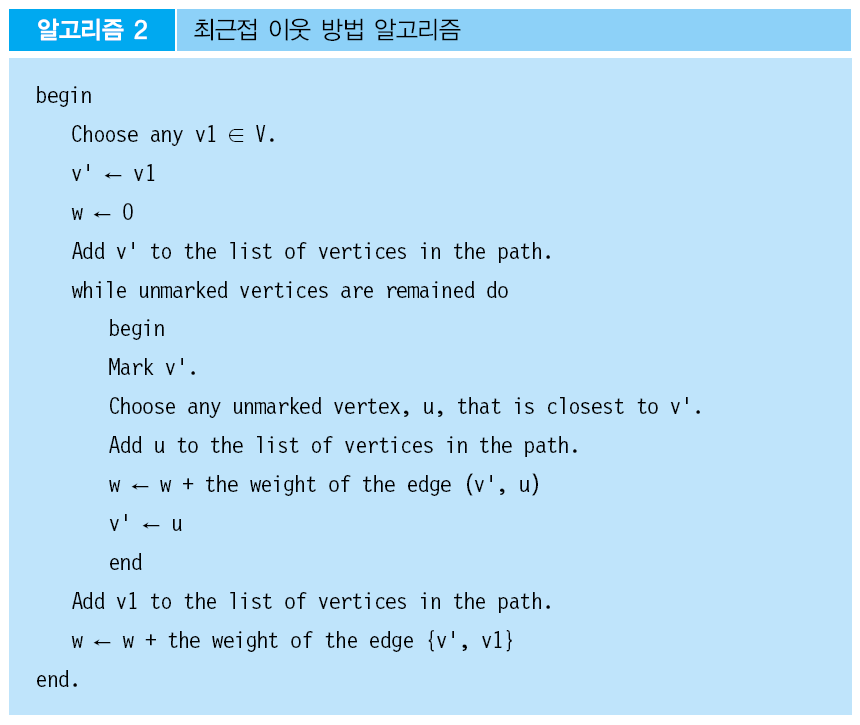 알고리즘 2 최근접 이웃 방법 알고리즘
begin
Choose any v1 ∈ V.
v' ← v1
w ← 0
Add v' to the list of vertices in the path.
while unmarked vertices are remained do
begin
Mark v'.
Choose any unmarked vertex, u, that is closest to v'.
Add u to the list of vertices in the path.
w ← w + the weight of the edge (v', u)
v' ← u
end
Add v1 to the list of vertices in the path.
w ← w + the weight of the edge {v', v1}
end.